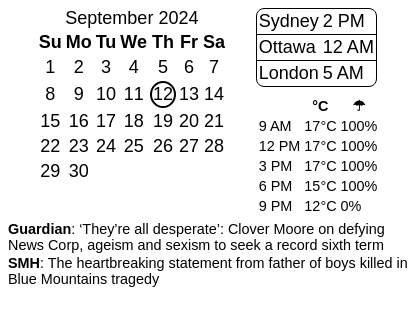 September 2024
Su Mo Tu We Th Fr Sa
1 2 3 4 5 6 7
8 9 10 11 12 13 14
15 16 17 18 19 20 21
22 23 24 25 26 27 28
29 30
Sydney 2 PM
Ottawa 12 AM
London 5 AM
°C ☂
9 AM 17°C 100%
12 PM 17°C 100%
3 PM 17°C 100%
6 PM 15°C 100%
9 PM 12°C 0%
Guardian: ‘They’re all desperate’: Clover Moore on defying
News Corp, ageism and sexism to seek a record sixth term
SMH: The heartbreaking statement from father of boys killed in
Blue Mountains tragedy